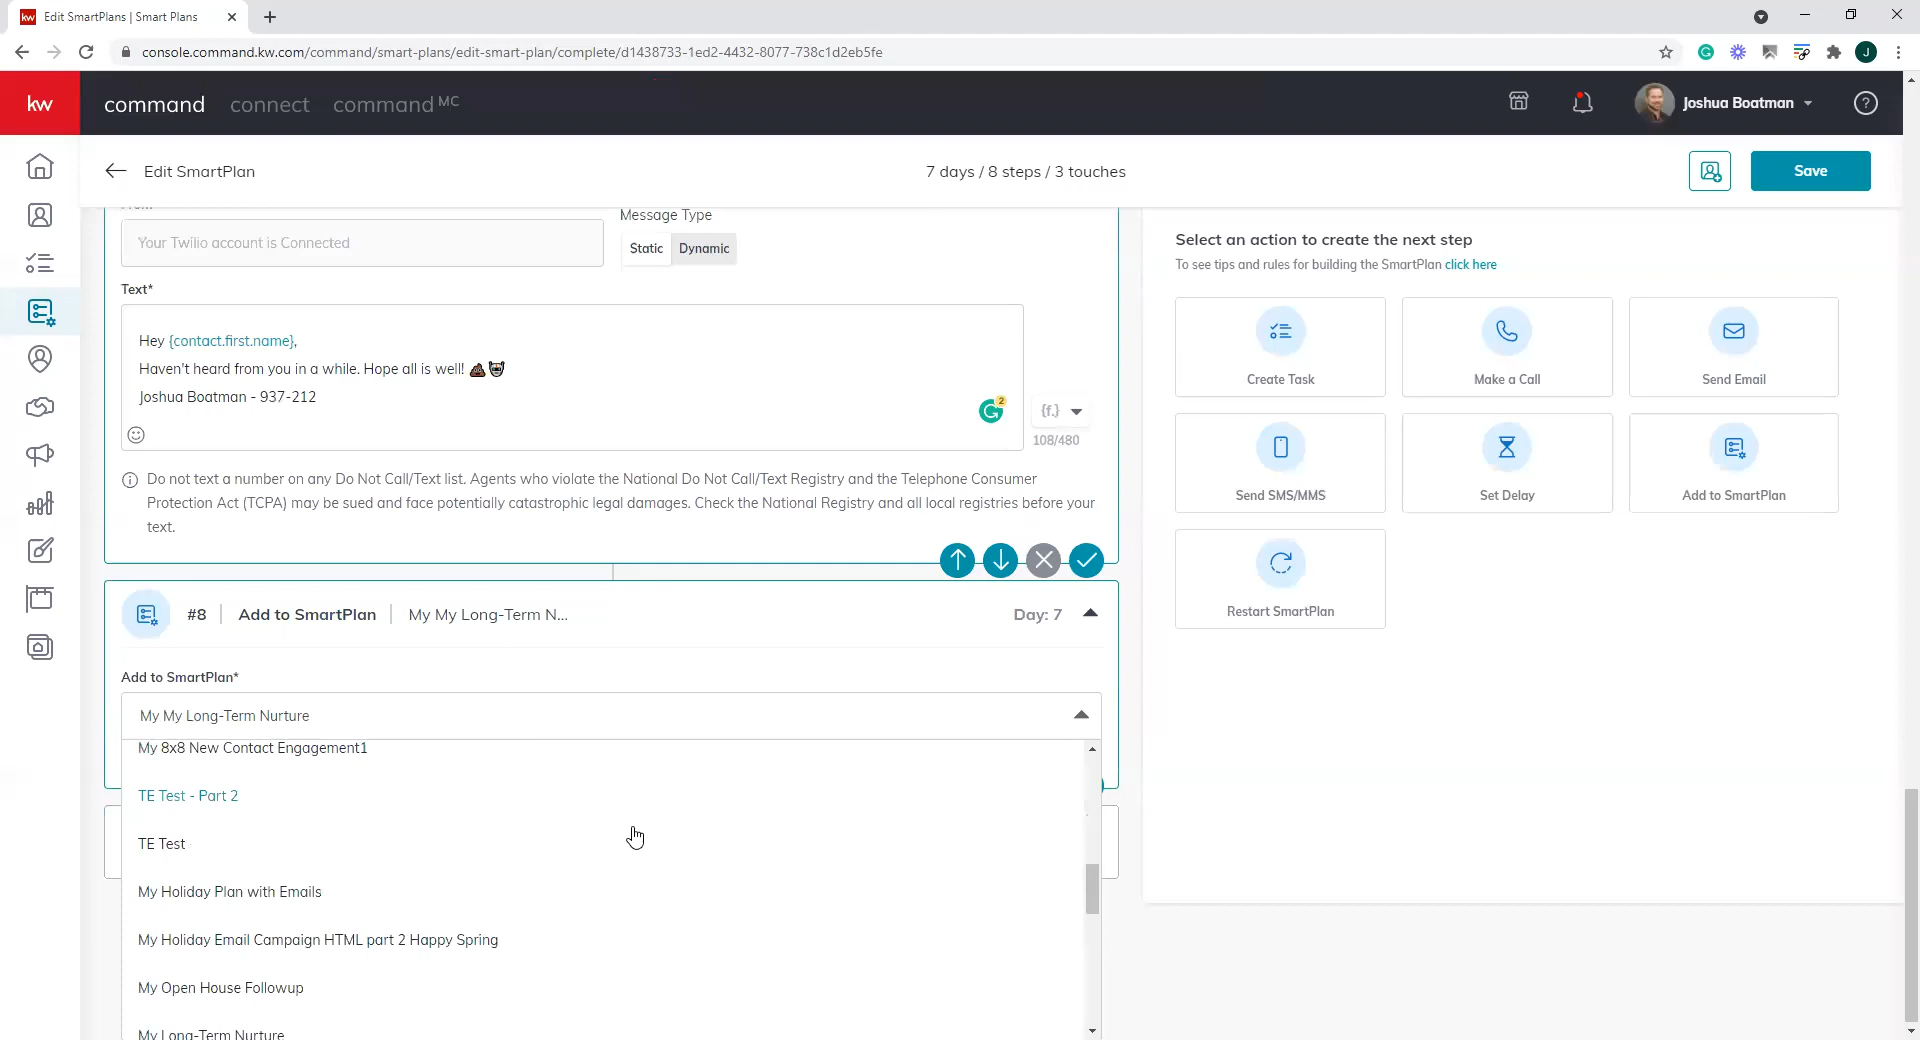 Edit SmartPlans | Smart Plans
console.command.kw.com/command/smart-plans/edit-smart-plan/complete/d1438733-1ed2-4432-8077-738c1d2eb5fe
J
kw
command connect command MC
Joshua Boatman
Edit SmartPlan
7 days / 8 steps / 3 touches
Save
Message Type
Your Twilio account is Connected
Static Dynamic
Text*
Hey {contact.first.name},
Haven't heard from you in a while. Hope all is well! 💩🤖
Joshua Boatman - 937-212
2
{f.}
108/480
Do not text a number on any Do Not Call/Text list. Agents who violate the National Do Not Call/Text Registry and the Telephone Consumer
Protection Act (TCPA) may be sued and face potentially catastrophic legal damages. Check the National Registry and all local registries before your
text.
#8 Add to SmartPlan My My Long-Term N...
Day: 7
Add to SmartPlan*
My My Long-Term Nurture
My 8x8 New Contact Engagement1
TE Test - Part 2
TE Test
My Holiday Plan with Emails
My Holiday Email Campaign HTML part 2 Happy Spring
My Open House Followup
My Long-Term Nurture
Select an action to create the next step
To see tips and rules for building the SmartPlan click here
Create Task
Make a Call
Send Email
Send SMS/MMS
Set Delay
Add to SmartPlan
Restart SmartPlan